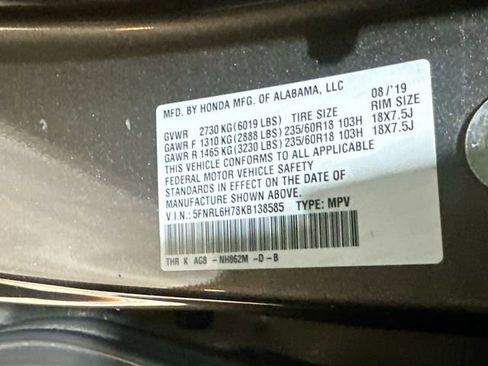 MFD. BY HONDA MFG. OF ALABAMA, LLC 08/'19
GVWR 2730 KG(6019 LBS) TIRE SIZE RIM SIZE
GAWR F 1310 KG(2888 LBS) 235/60R18 103H 18X7.5J
GAWR R 1465 KG(3230 LBS) 235/60R18 103H 18X7.5J
THIS VEHICLE CONFORMS TO ALL APPLICABLE
FEDERAL MOTOR VEHICLE SAFETY
STANDARDS IN EFFECT ON THE DATE OF
MANUFACTURE SHOWN ABOVE.
V.I.N.: 5FNRL6H78KB138585 TYPE: MPV
THR K AG8 -NH862M -D -B